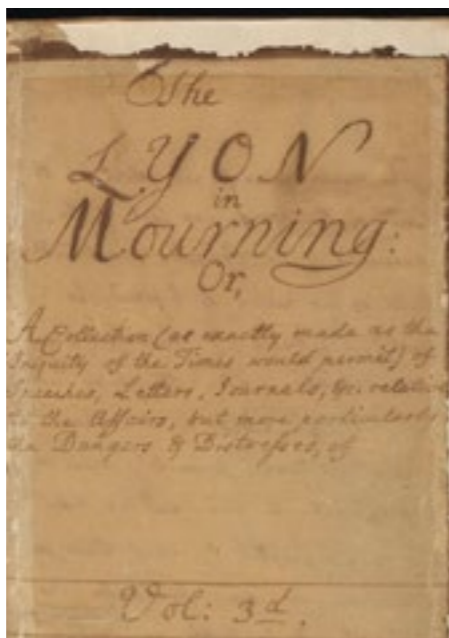 The
LYON
in
Mourning:
Or,
A Collection (as exactly made as the
Iniquity of the Times would permit) of
Speeches, Letters, Journals, &c. relative
to the Affairs, but more particularly
the Dangers & Distresses, of
Vol: 3d.